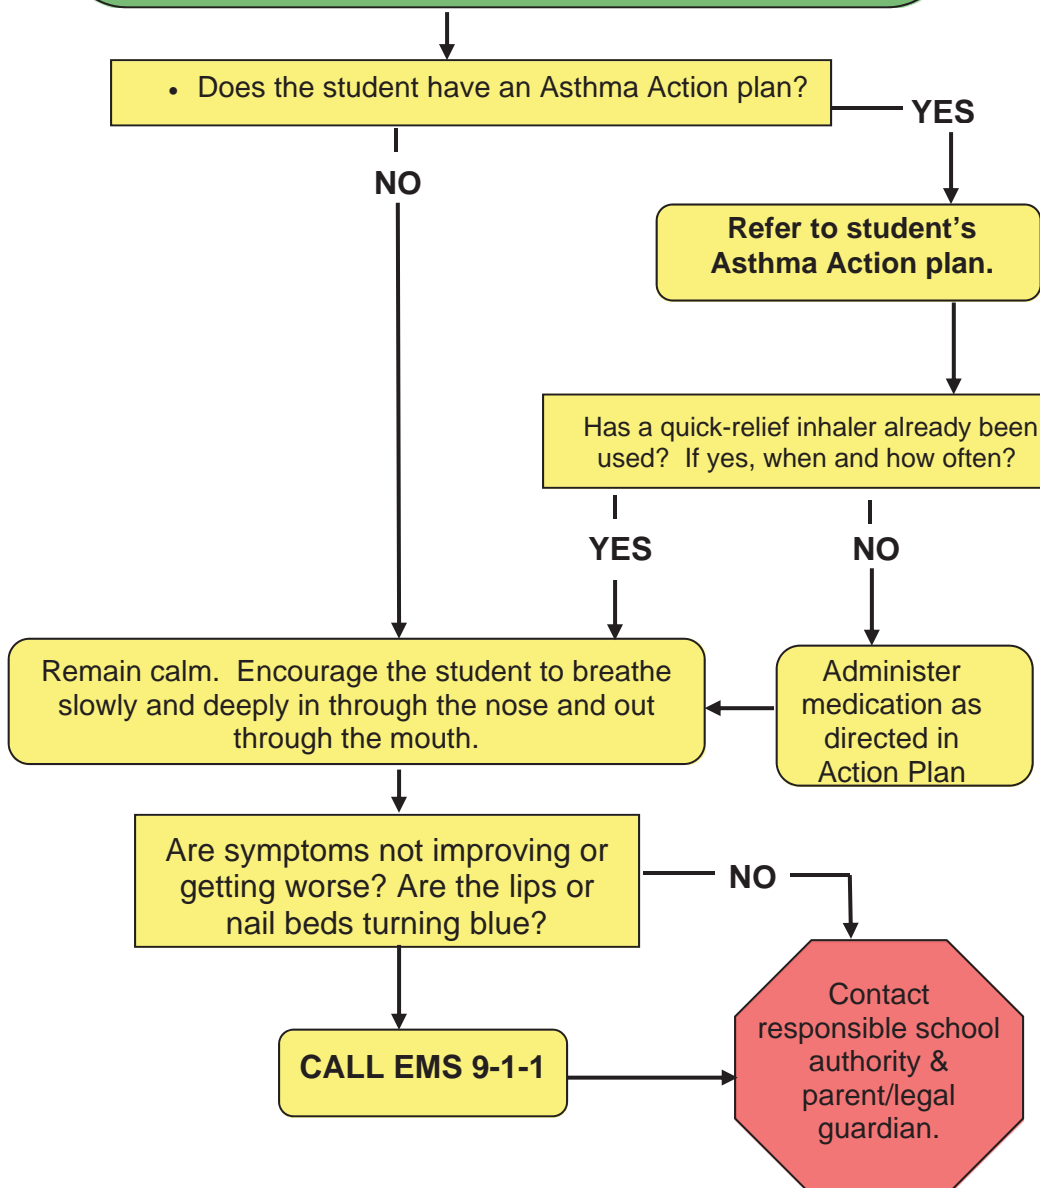 • Does the student have an Asthma Action plan?
YES
NO
Refer to student's
Asthma Action plan.
Has a quick-relief inhaler already been
used?  If yes, when and how often?
YES
NO
Remain calm.  Encourage the student to breathe
slowly and deeply in through the nose and out
through the mouth.
Administer
medication as
directed in
Action Plan
Are symptoms not improving or
getting worse? Are the lips or
nail beds turning blue?
NO
CALL EMS 9-1-1
Contact
responsible school
authority &
parent/legal
guardian.